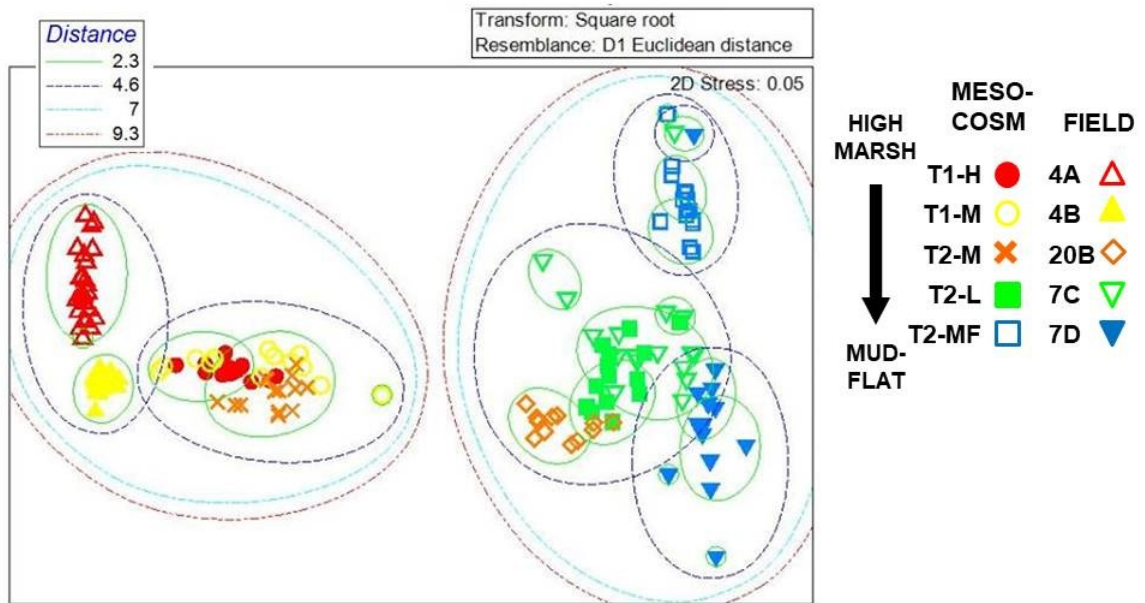 Transform: Square root
Resemblance: D1 Euclidean distance
Distance
2.3
4.6
7
9.3
2D Stress: 0.05
MESO-
COSM
FIELD
HIGH
MARSH
T1-H 4A
T1-M 4B
T2-M 20B
T2-L 7C
T2-MF 7D
MUD-
FLAT